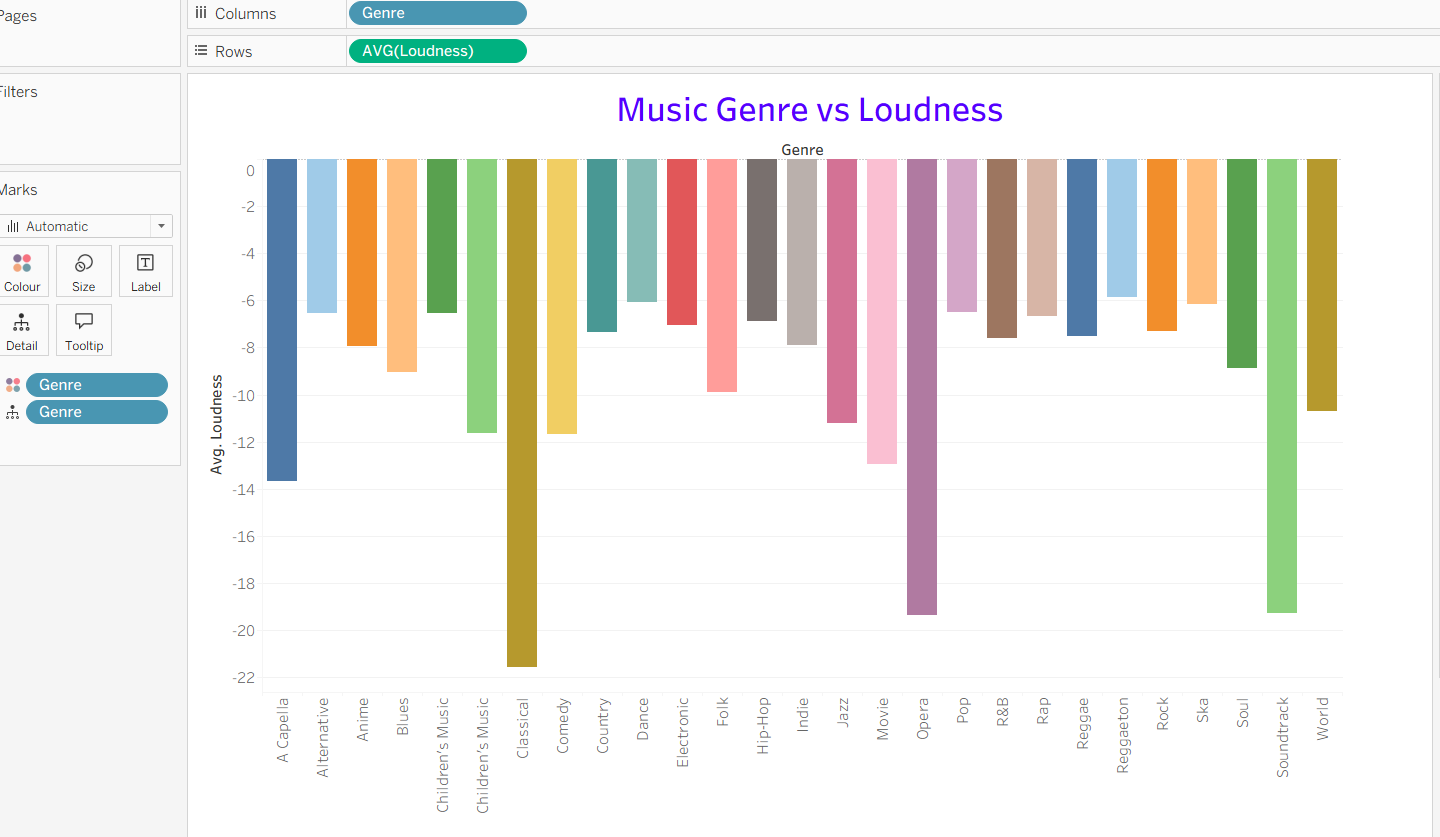 Pages
Columns
Genre
Rows
AVG(Loudness)
Filters
Marks
Automatic
Colour
Size
Label
Detail
Tooltip
Genre
Genre
Music Genre vs Loudness
Genre
Avg. Loudness
0
-2
-4
-6
-8
-10
-12
-14
-16
-18
-20
-22
A Capella
Alternative
Anime
Blues
Children's Music
Children’s Music
Classical
Comedy
Country
Dance
Electronic
Folk
Hip-Hop
Indie
Jazz
Movie
Opera
Pop
R&B
Rap
Reggae
Reggaeton
Rock
Ska
Soul
Soundtrack
World